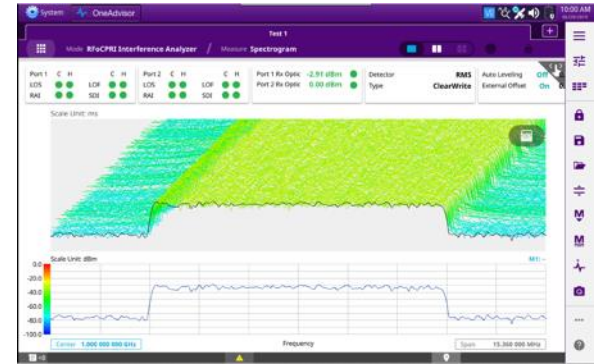 System OneAdvisor 10:00 AM
Test 1
Mode RFoCPRI Interference Analyzer / Measure Spectrogram
Port 1 C H C H Port 2 C H C H Port 1 Rx Optic -2.91 dBm Detector RMS Auto Leveling Off
LOS LOF LOS LOF Port 2 Rx Optic 0.00 dBm Type ClearWrite External Offset On
RAI SDI RAI SDI
Scale Unit: ms
Scale Unit: dBm M1: -
0.0
-20.0
-40.0
-60.0
-80.0
-100.0
Center 1.000 000 000 GHz Frequency Span 15.360 000 MHz